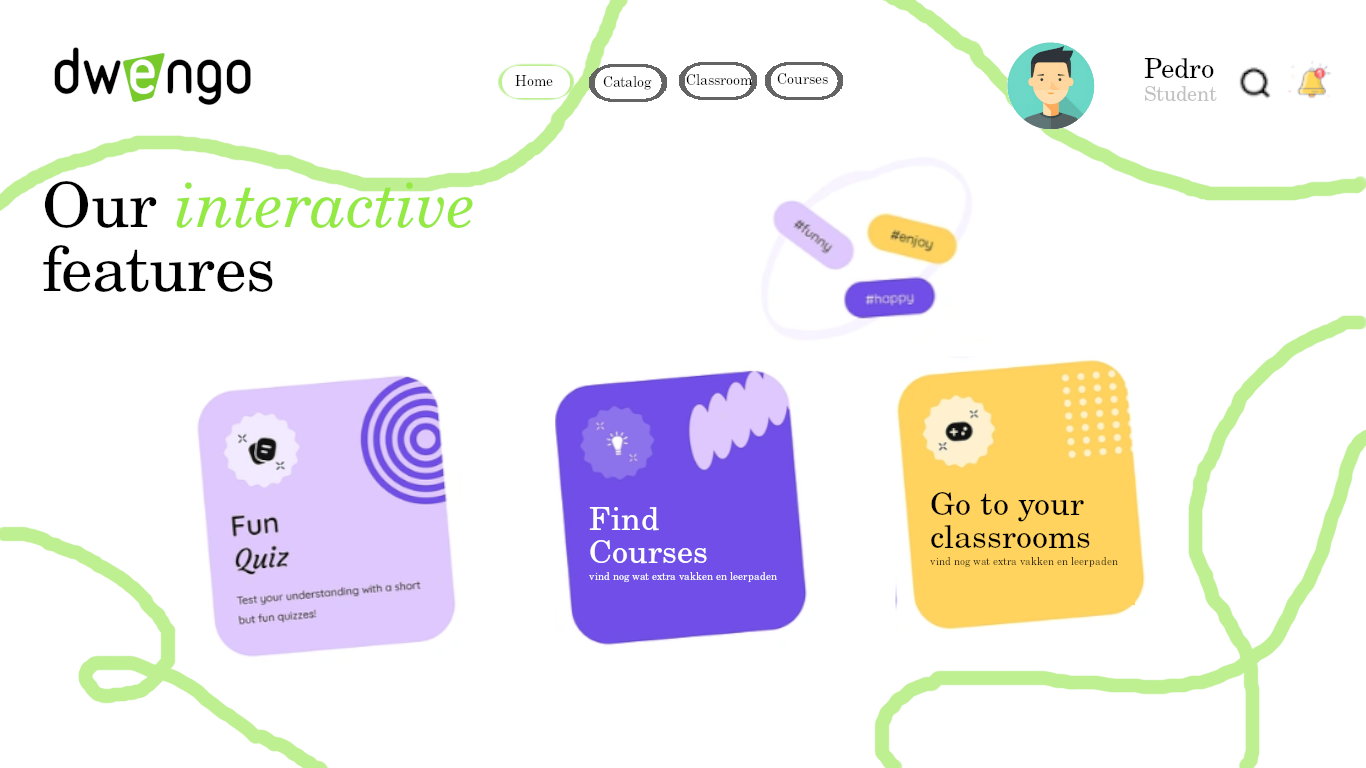 dwengo
Home
Catalog
Classroom
Courses
Pedro
Student
1
Our interactive
features
#funny
#enjoy
#happy
Fun
Quiz
Test your understanding with a short
but fun quizzes!
Find
Courses
vind nog wat extra vakken en leerpaden
Go to your
classrooms
vind nog wat extra vakken en leerpaden